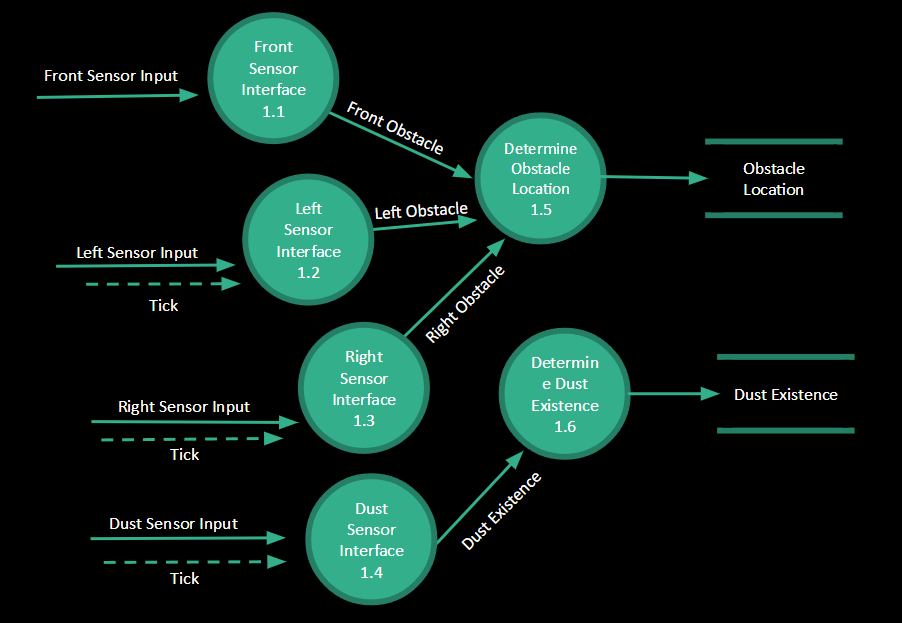 Front
Sensor
Interface
1.1
Front Sensor Input
Front Obstacle
Determine
Obstacle
Location
1.5
Obstacle
Location
Left
Sensor
Interface
1.2
Left Obstacle
Left Sensor Input
Tick
Right Obstacle
Right
Sensor
Interface
1.3
Right Sensor Input
Tick
Determin
e Dust
Existence
1.6
Dust Existence
Dust
Sensor
Interface
1.4
Dust Sensor Input
Tick
Dust Existence